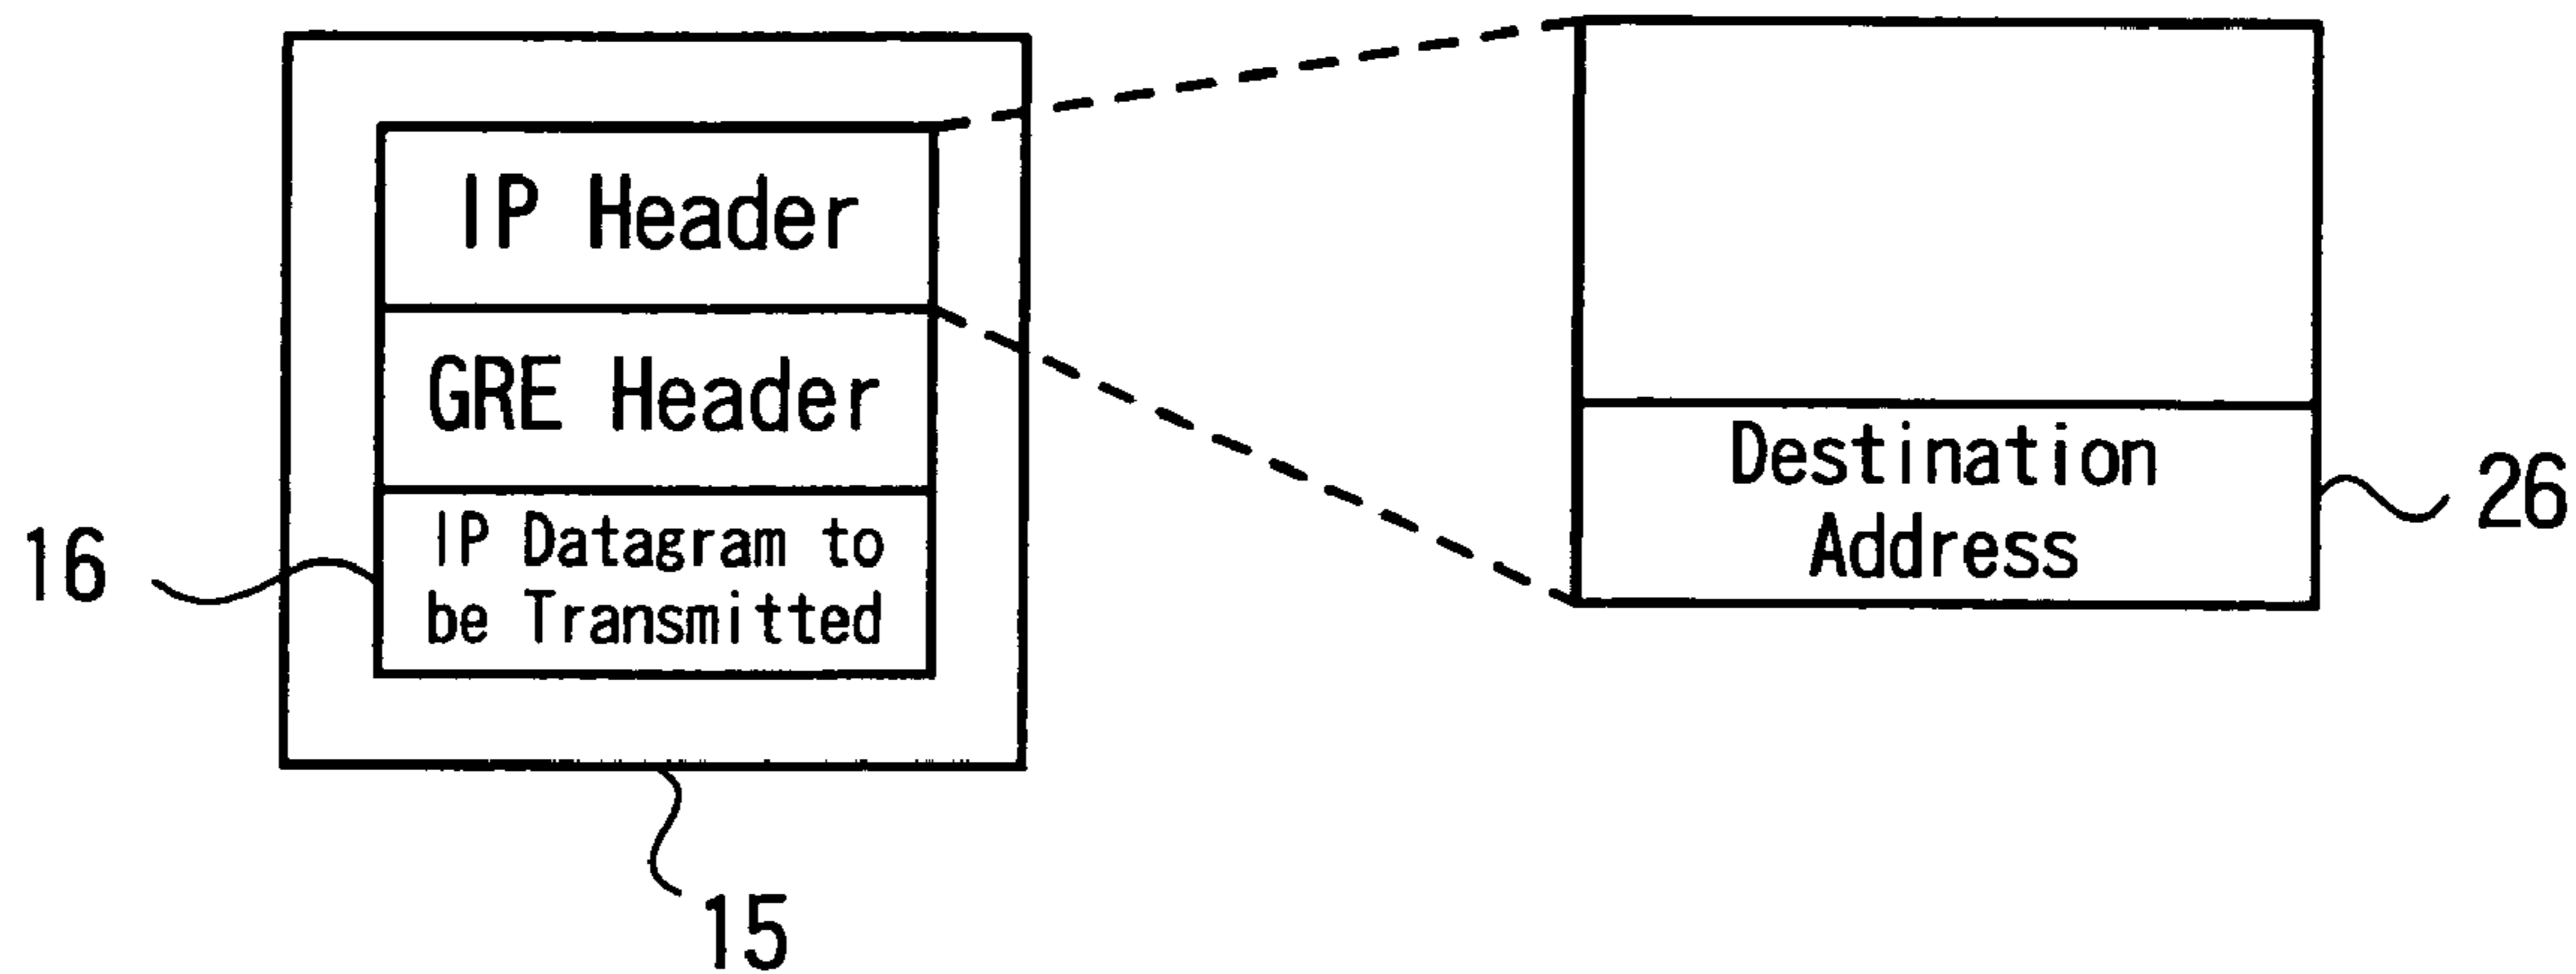 IP Header
GRE Header
IP Datagram to
be Transmitted
16
15
Destination
Address
26